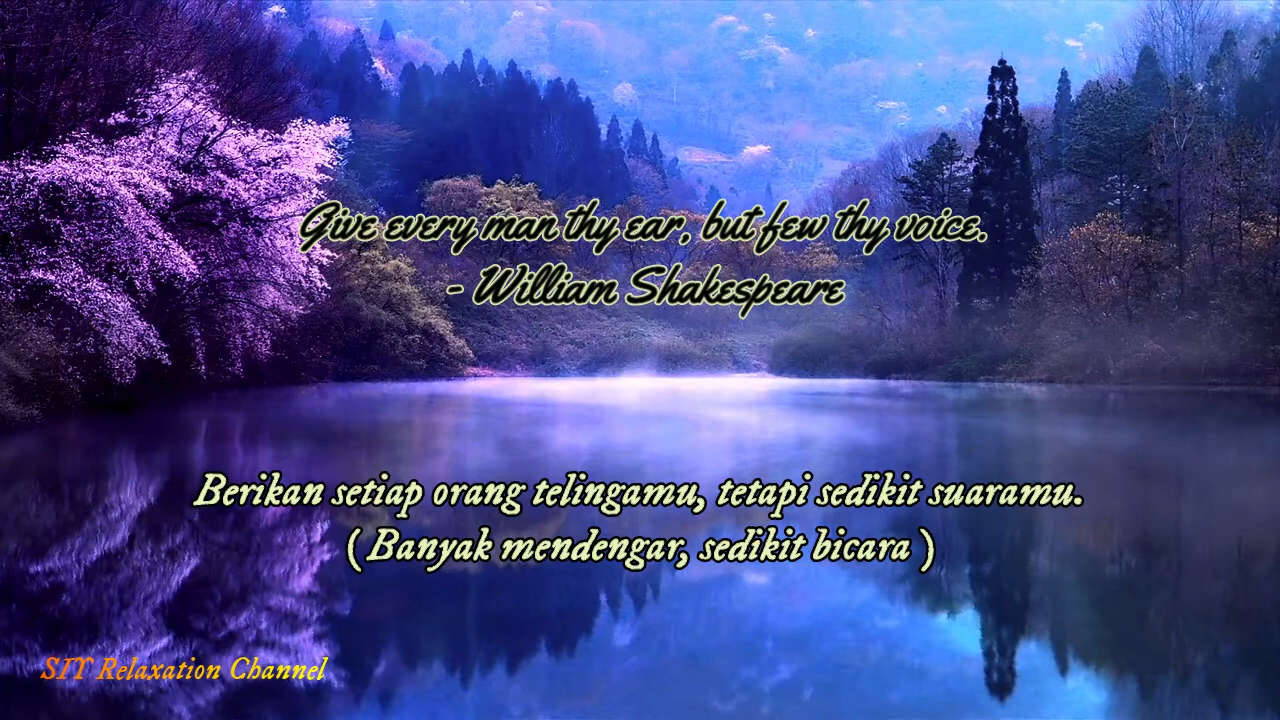 Give every man thy ear, but few thy voice.
- William Shakespeare
Berikan setiap orang telingamu, tetapi sedikit suaramu.
( Banyak mendengar, sedikit bicara )
SIY Relaxation Channel